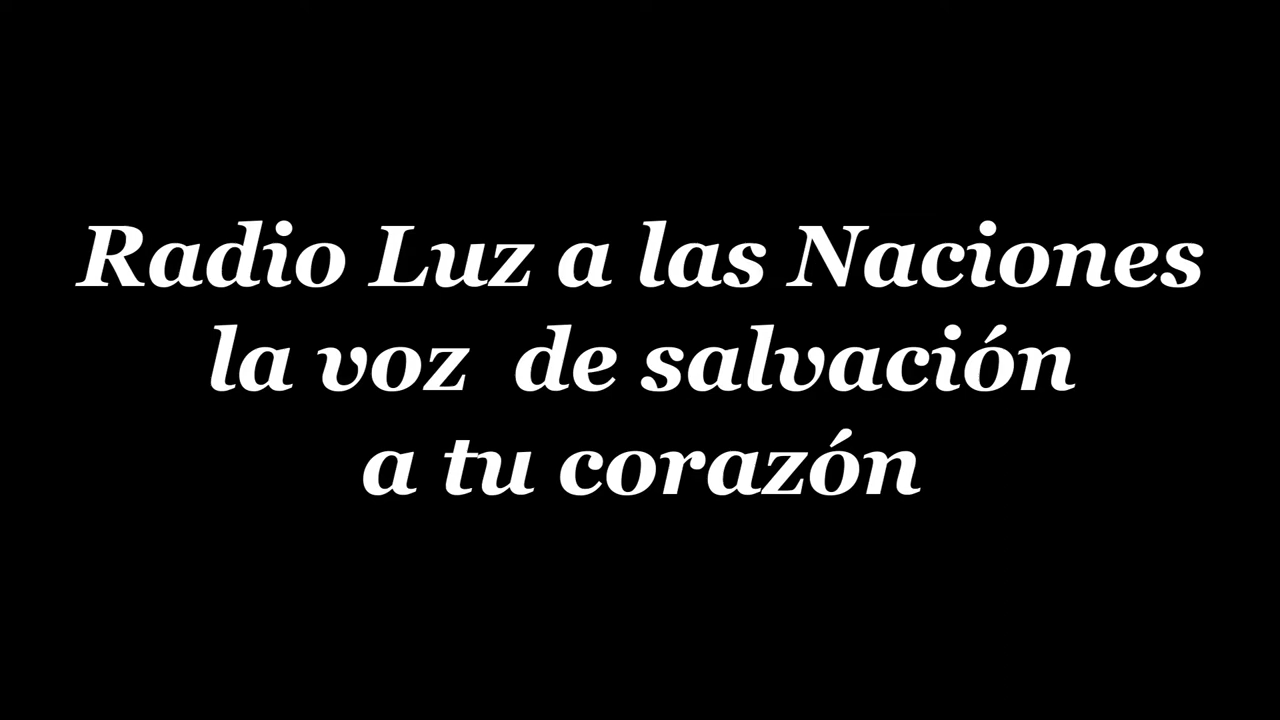 Radio Luz a las Naciones
la voz  de salvación
a tu corazón